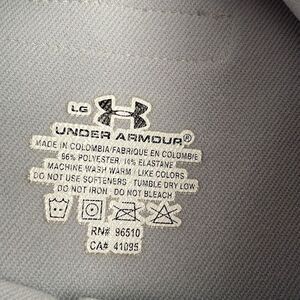 LG
UNDER ARMOUR®
MADE IN COLOMBIA/FABRIQUE EN COLOMBIE
86% POLYESTER 14% ELASTANE
MACHINE WASH WARM · LIKE COLORS
DO NOT USE SOFTENERS · TUMBLE DRY LOW
DO NOT IRON · DO NOT BLEACH
RN# 96510
CA# 41095